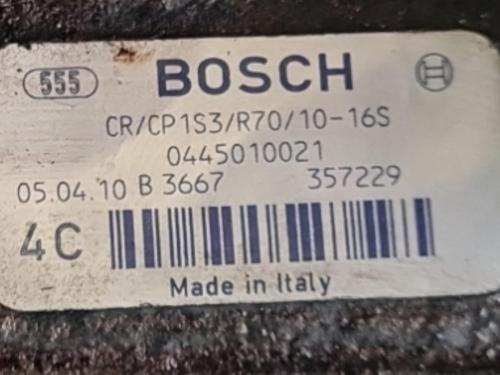 555 BOSCH
CR/CP1S3/R70/10-16S
0445010021
05.04.10 B 3667 357229
4C
Made in Italy